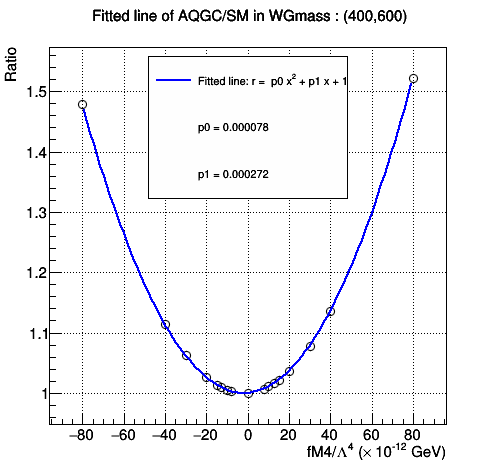 Fitted line of AQGC/SM in WGmass : (400,600)
Ratio
Fitted line: r = p0 x² + p1 x + 1
p0 = 0.000078
p1 = 0.000272
1.5
1.4
1.3
1.2
1.1
1
−80 −60 −40 −20 0 20 40 60 80
fM4/Λ⁴ (× 10⁻¹² GeV)